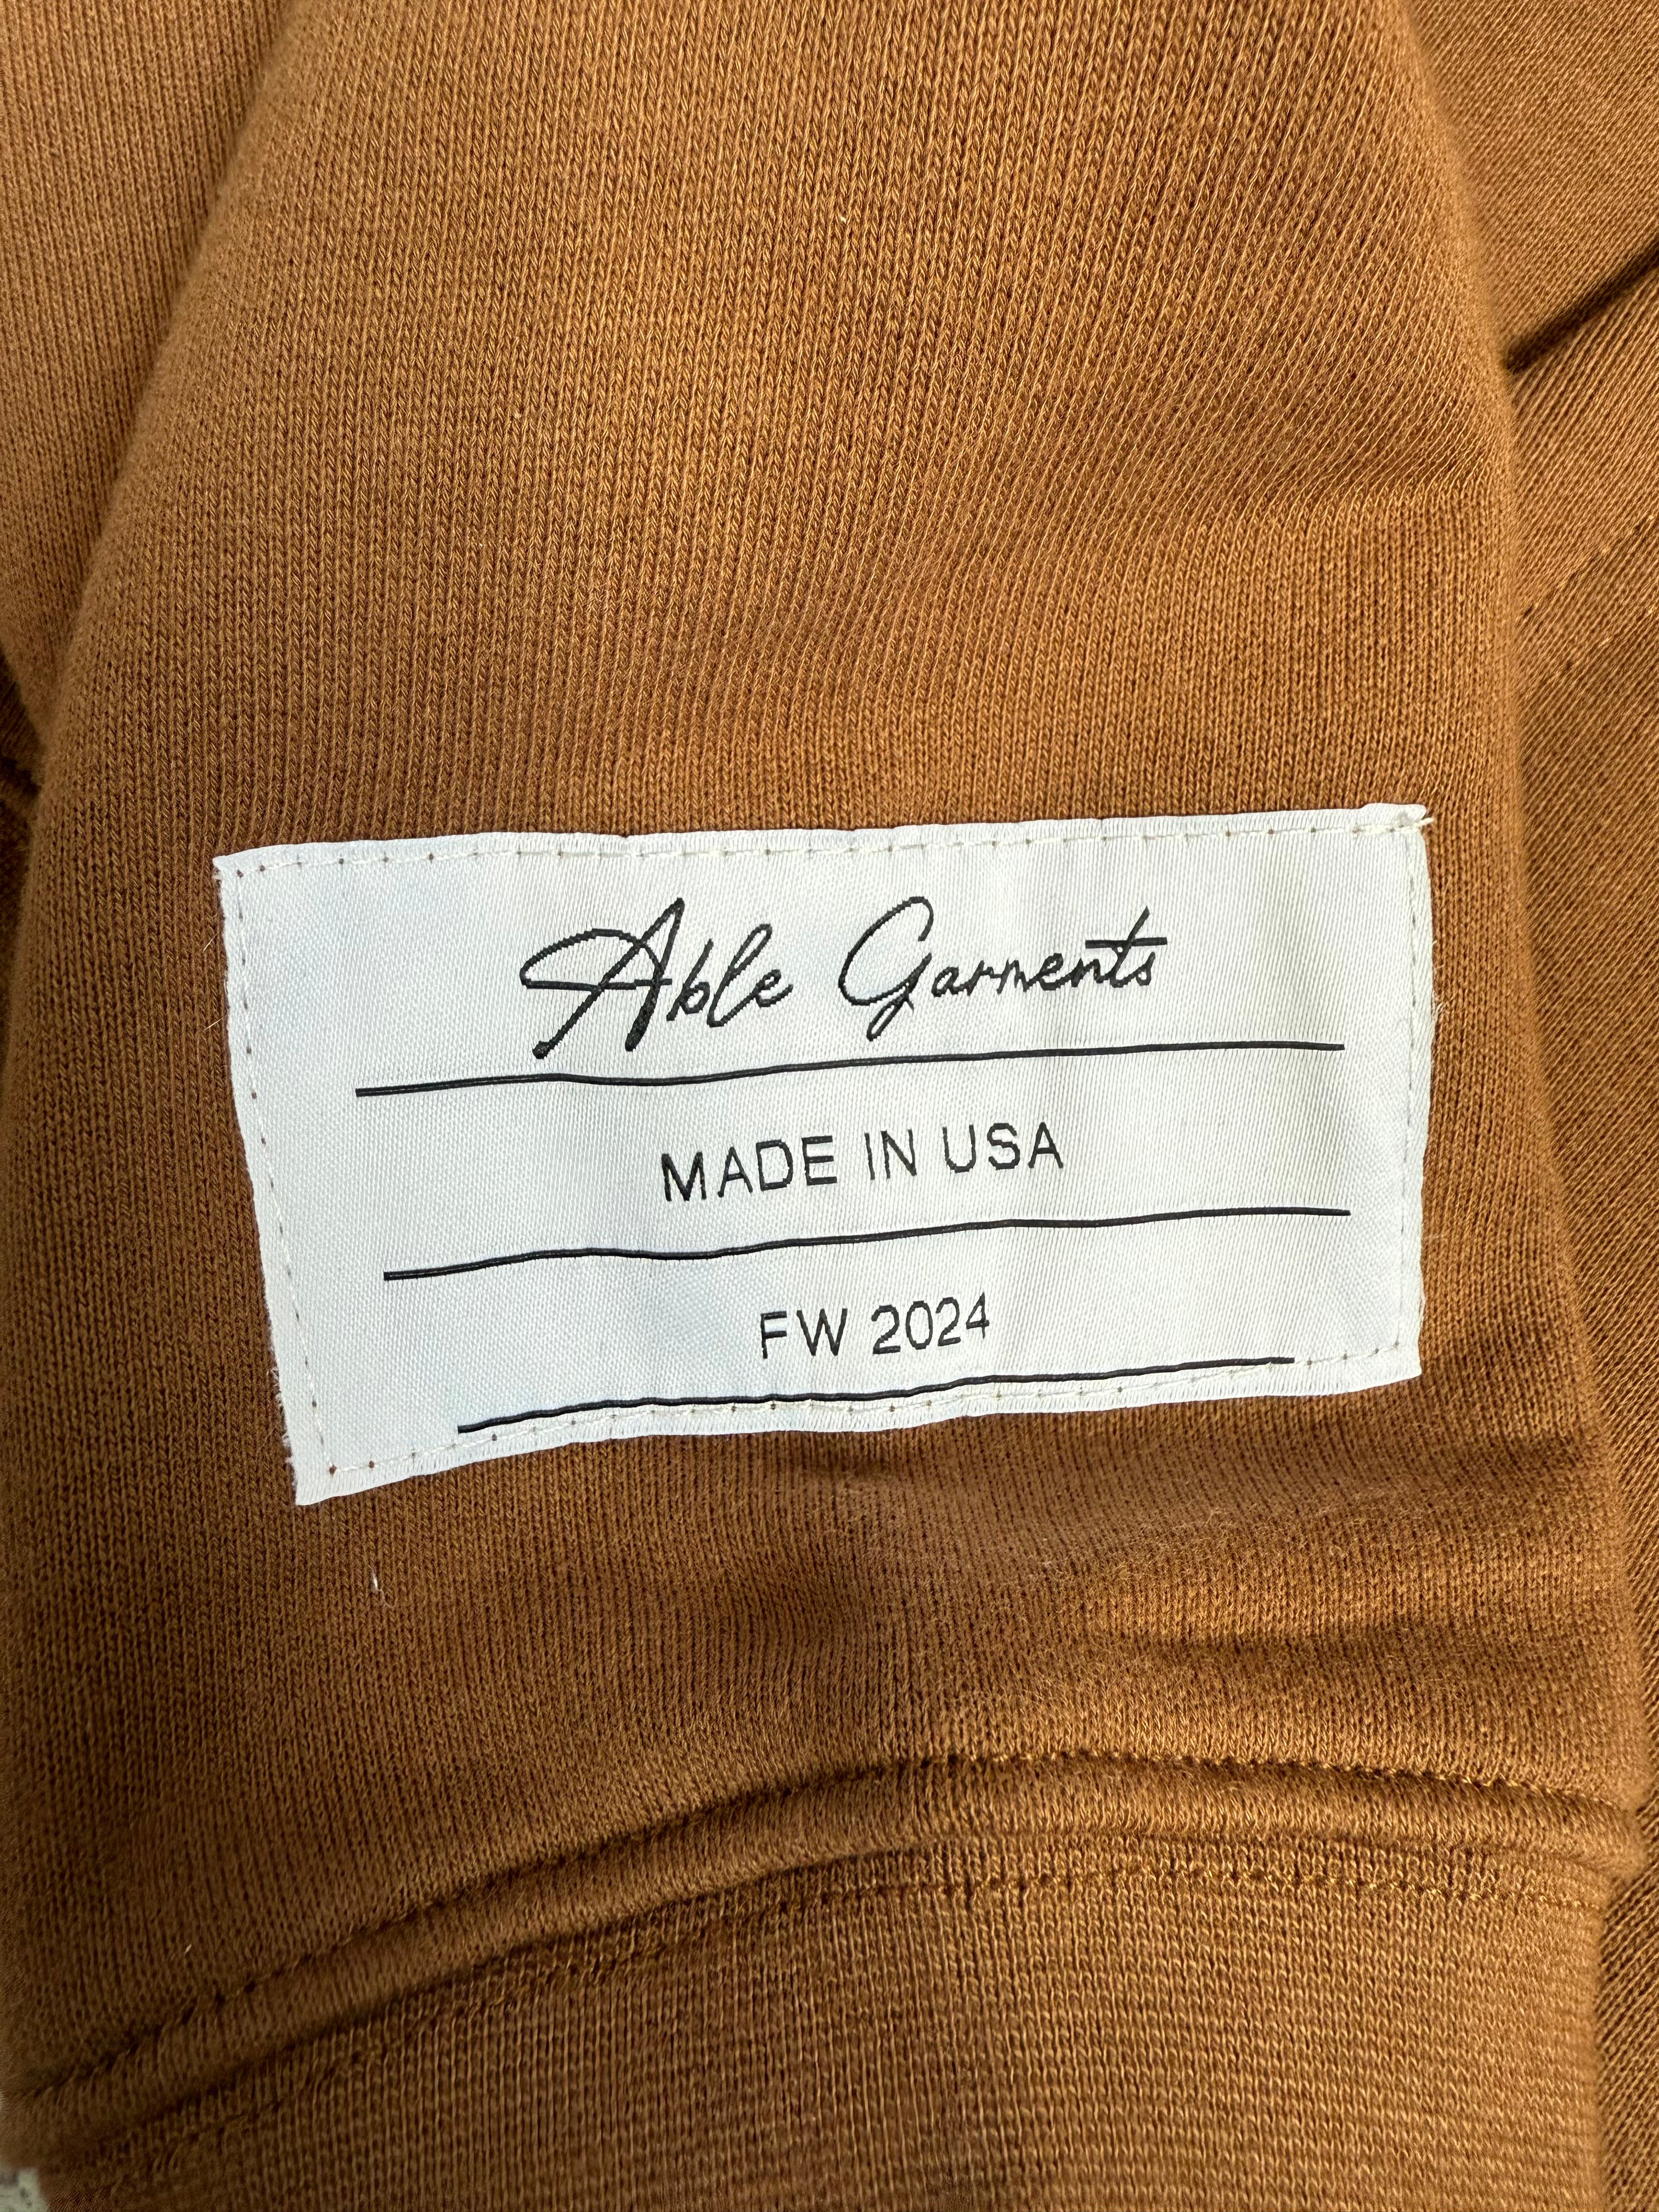 Able Garments
MADE IN USA
FW 2024